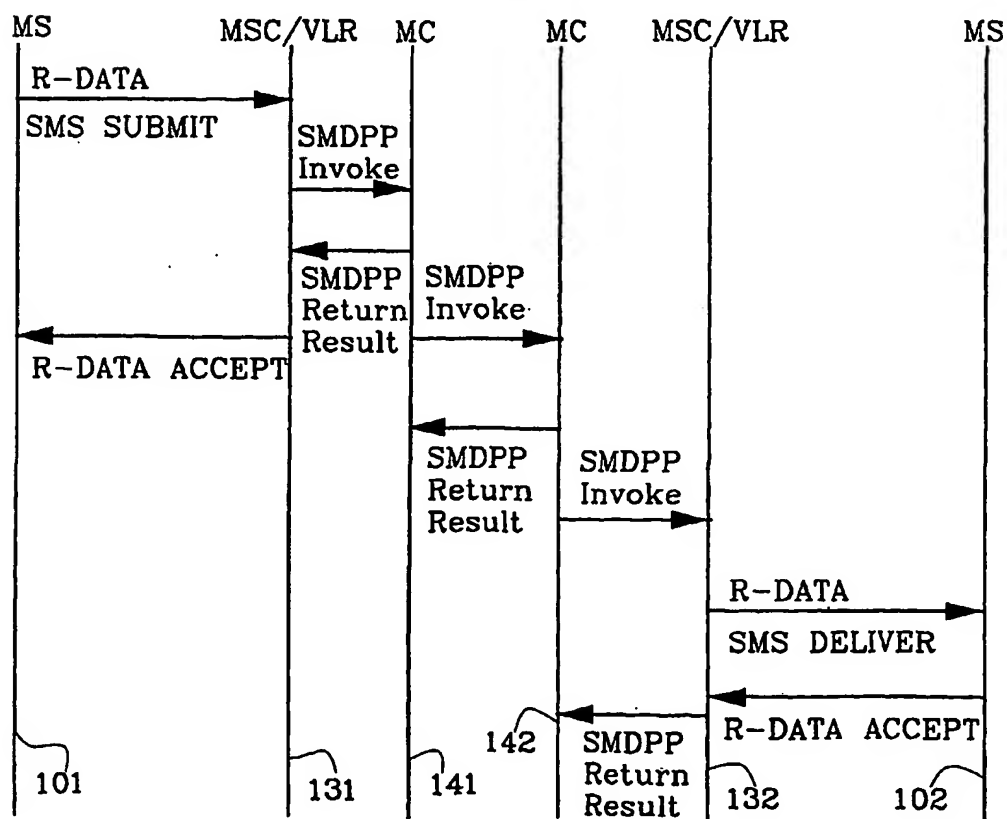 MS MSC/VLR MC MC MSC/VLR MS
R-DATA
SMS SUBMIT
SMDPP
Invoke
SMDPP
Return
Result
SMDPP
Invoke
R-DATA ACCEPT
SMDPP
Return
Result
SMDPP
Invoke
R-DATA
SMS DELIVER
R-DATA ACCEPT
SMDPP
Return
Result
101
131
141
142
132
102